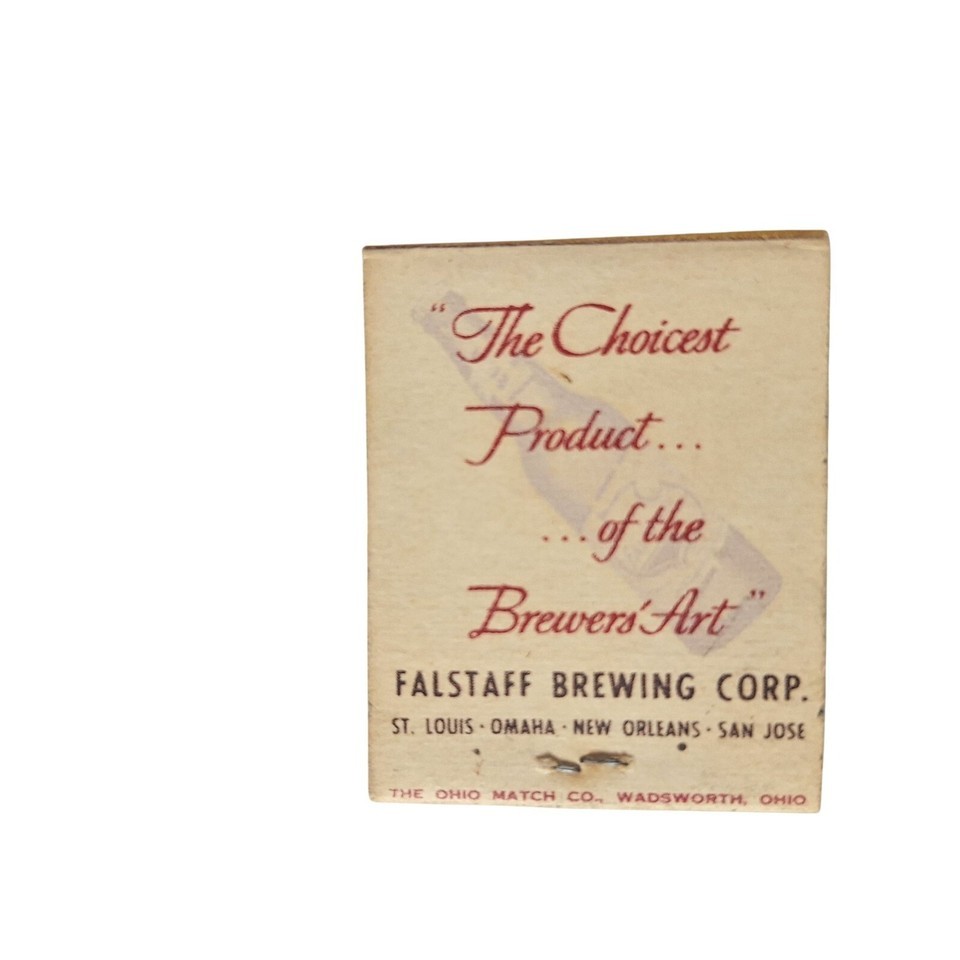 "The Choicest
Product...
...of the
Brewers' Art"
FALSTAFF BREWING CORP.
ST. LOUIS · OMAHA · NEW ORLEANS · SAN JOSE
THE OHIO MATCH CO., WADSWORTH, OHIO